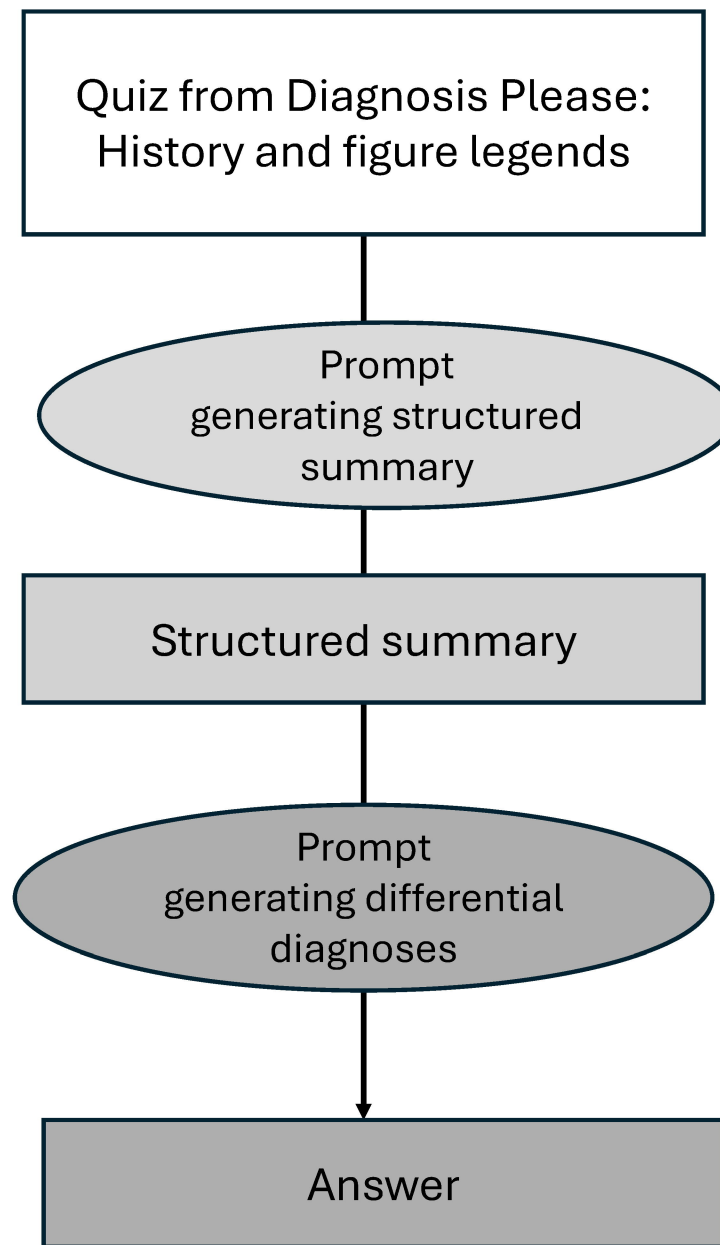 Quiz from Diagnosis Please:
History and figure legends
Prompt
generating structured
summary
Structured summary
Prompt
generating differential
diagnoses
Answer